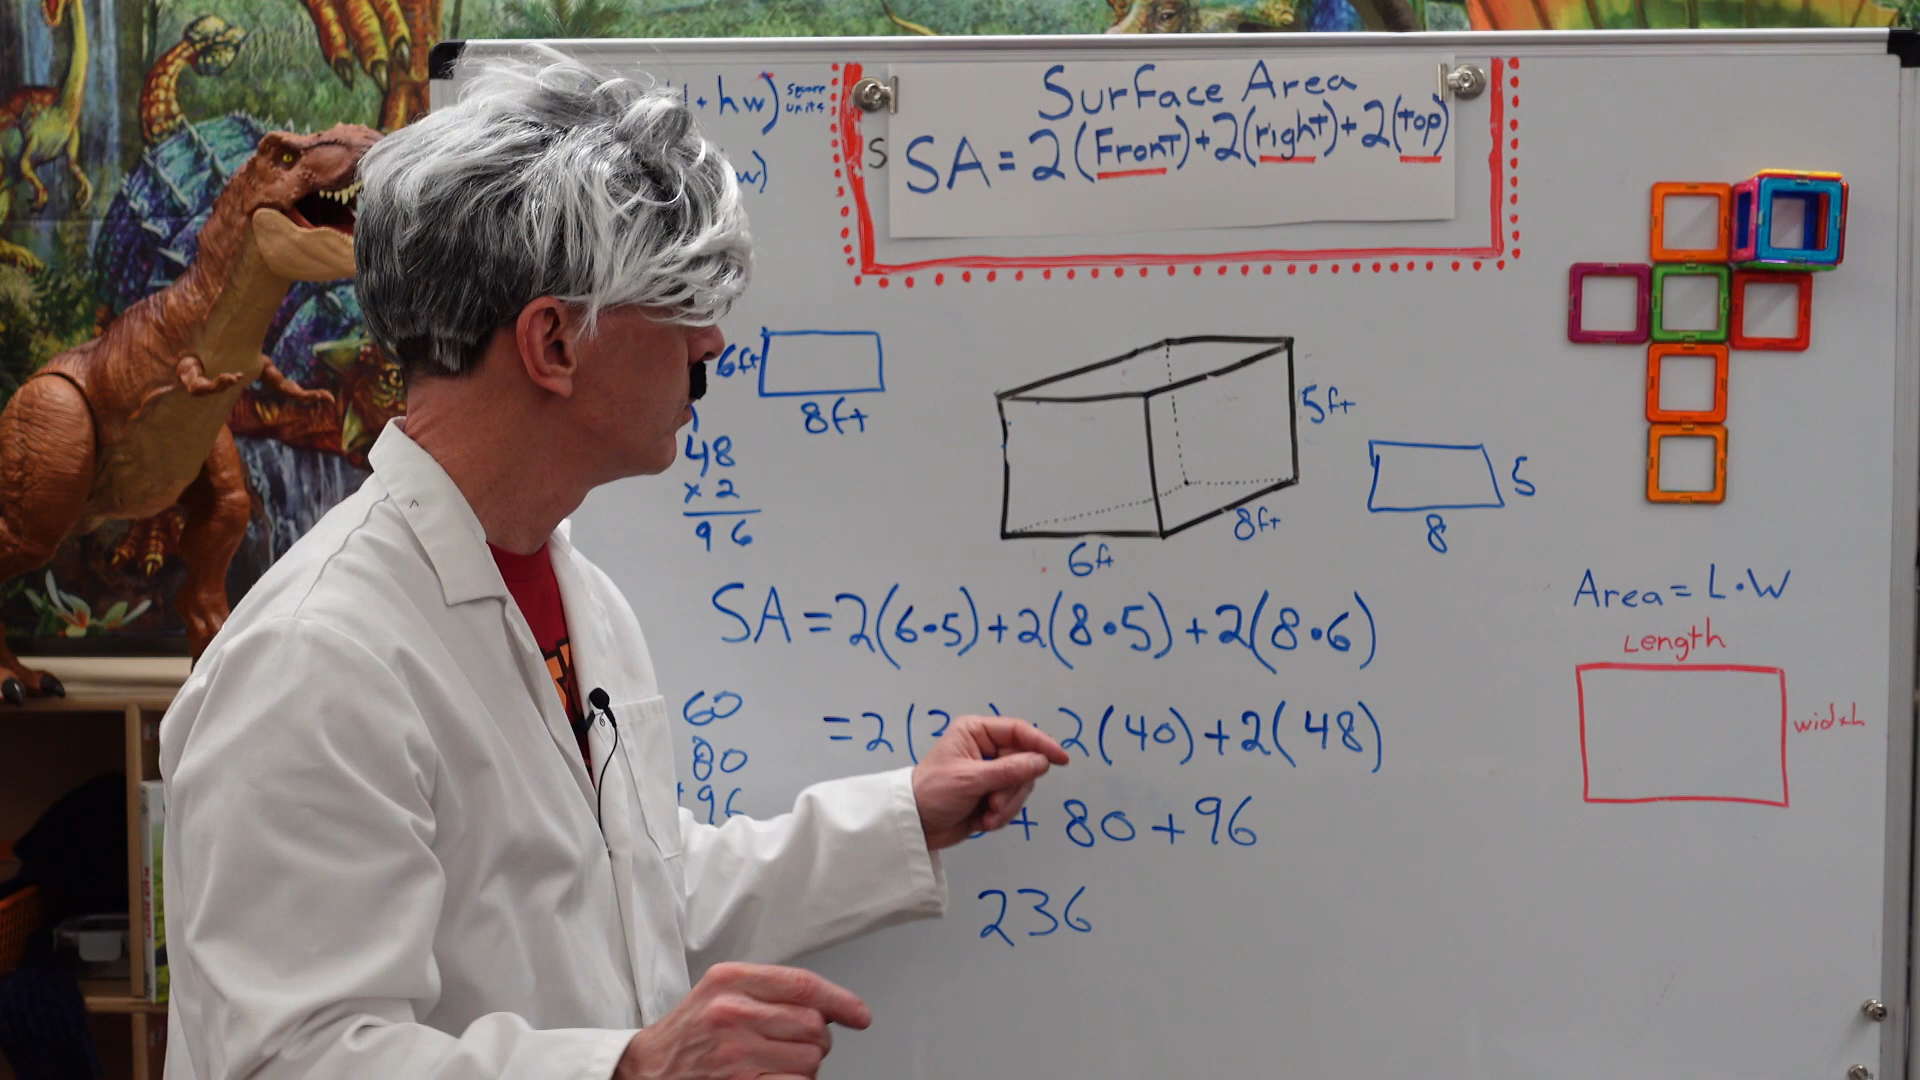 + hw) square units
w)
Surface Area
S
SA = 2(Front) + 2(right) + 2(top)
6ft
8ft
48
x 2
96
5ft
8ft
6ft
5
8
SA = 2(6•5) + 2(8•5) + 2(8•6)
= 2( 2(40) + 2(48)
+ 80 + 96
236
60
80
+96
Area = L•W
Length
width